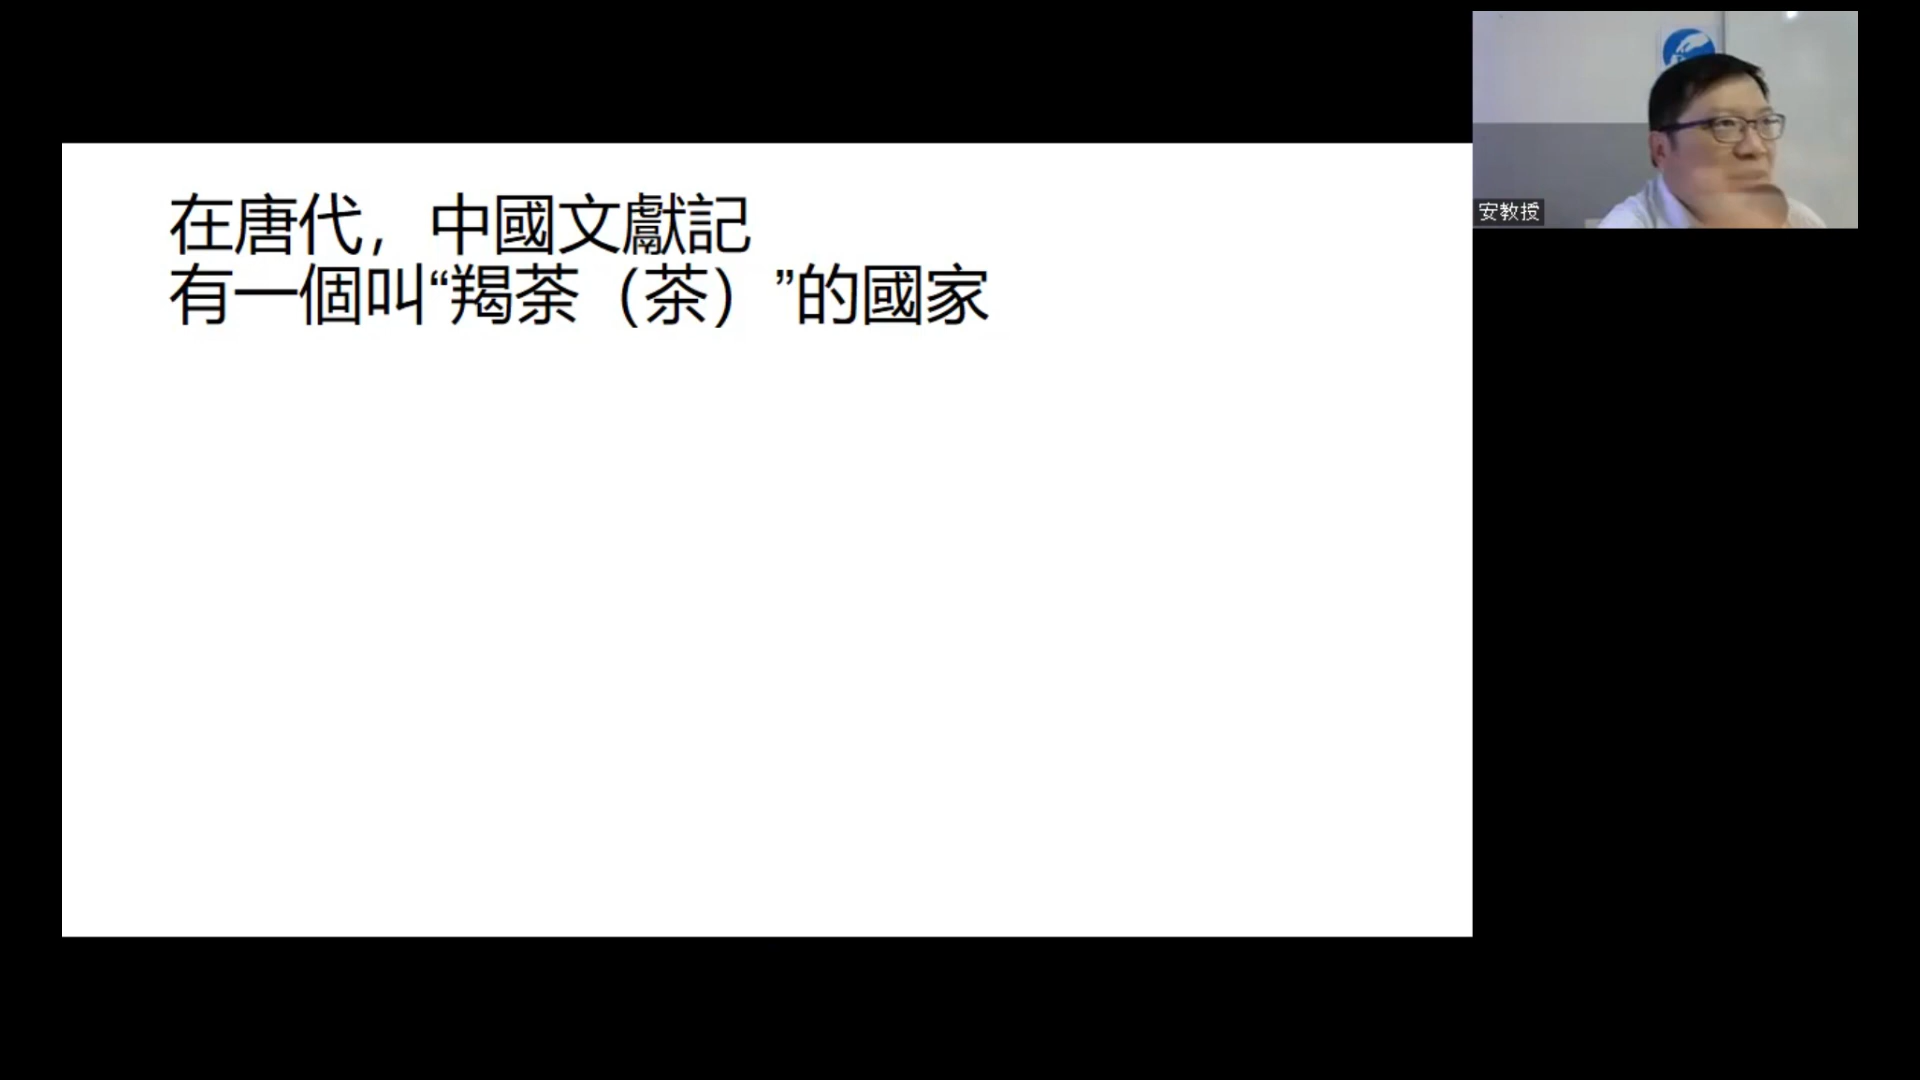 在唐代，中國文獻記
有一個叫“羯荼（茶）”的國家
安教授